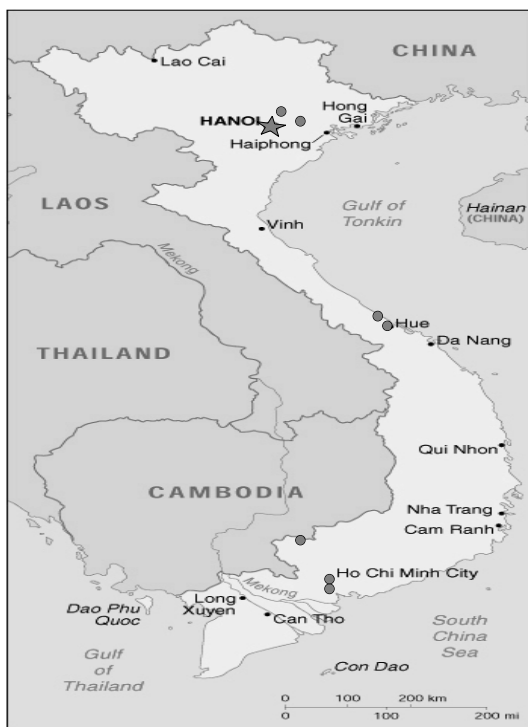 CHINA
Lao Cai
Hong
Gai
HANOI
Haiphong
LAOS
Gulf of
Tonkin
Hainan
(CHINA)
Vinh
Mekong
Hue
Da Nang
THAILAND
Qui Nhon
CAMBODIA
Nha Trang
Cam Ranh
Ho Chi Minh City
Mekong
Long
Xuyen
Dao Phu
Quoc
Can Tho
South
China
Sea
Gulf
of
Thailand
Con Dao
0 100 200 km
0 100 200 mi